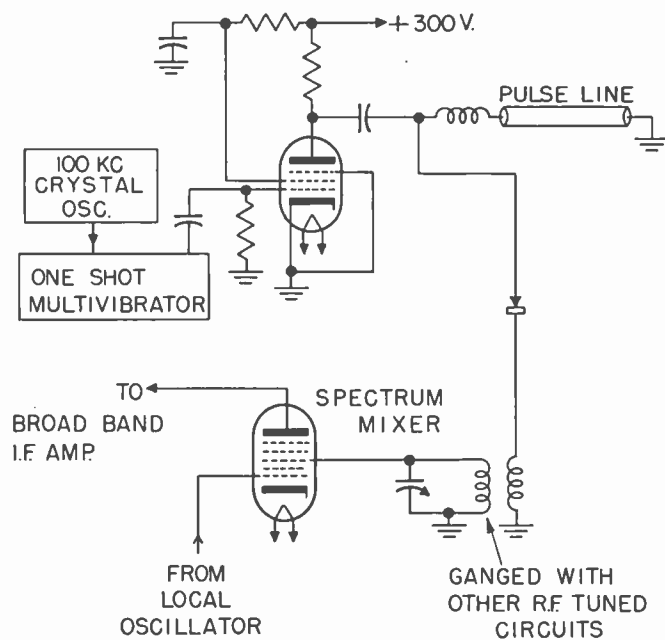 +300V.
PULSE LINE
100 KC
CRYSTAL
OSC.
ONE SHOT
MULTIVIBRATOR
TO
BROAD BAND
I.F. AMP.
SPECTRUM
MIXER
FROM
LOCAL
OSCILLATOR
GANGED WITH
OTHER R.F. TUNED
CIRCUITS